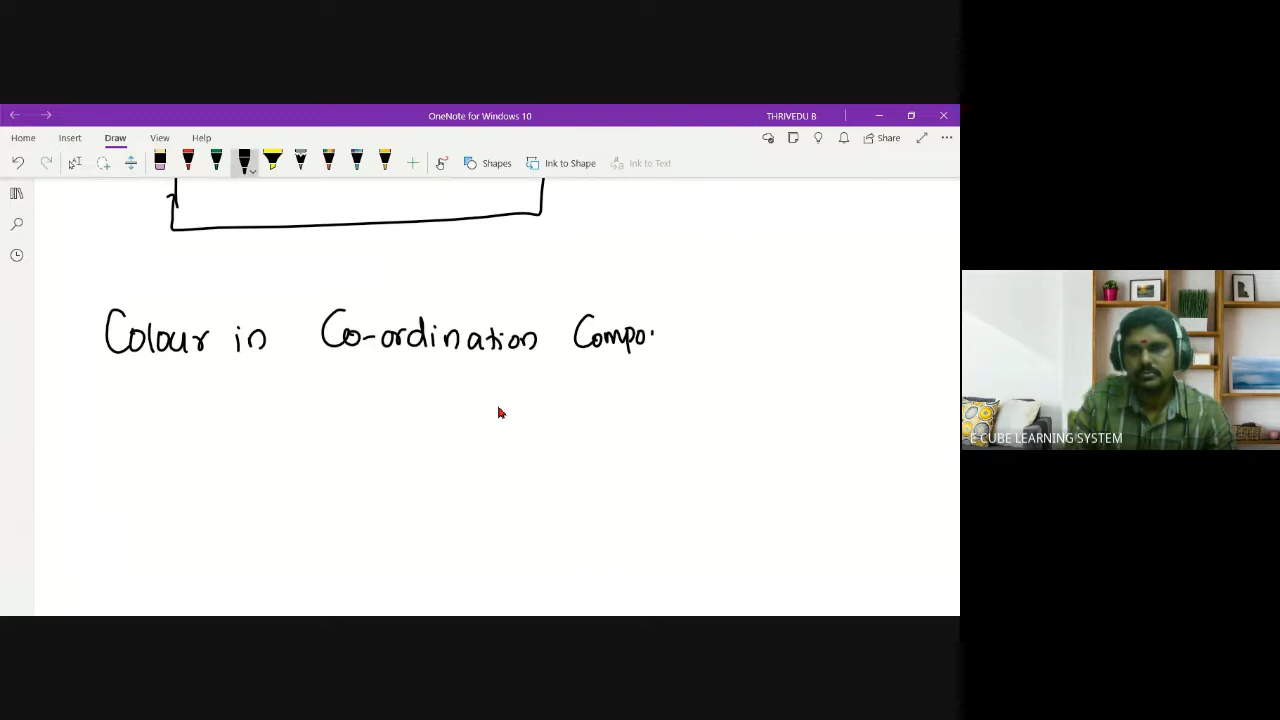 OneNote for Windows 10
THRIVEDU B
Home Insert Draw View Help
Share
Shapes Ink to Shape Ink to Text
Colour in Co-ordination Compo
E CUBE LEARNING SYSTEM